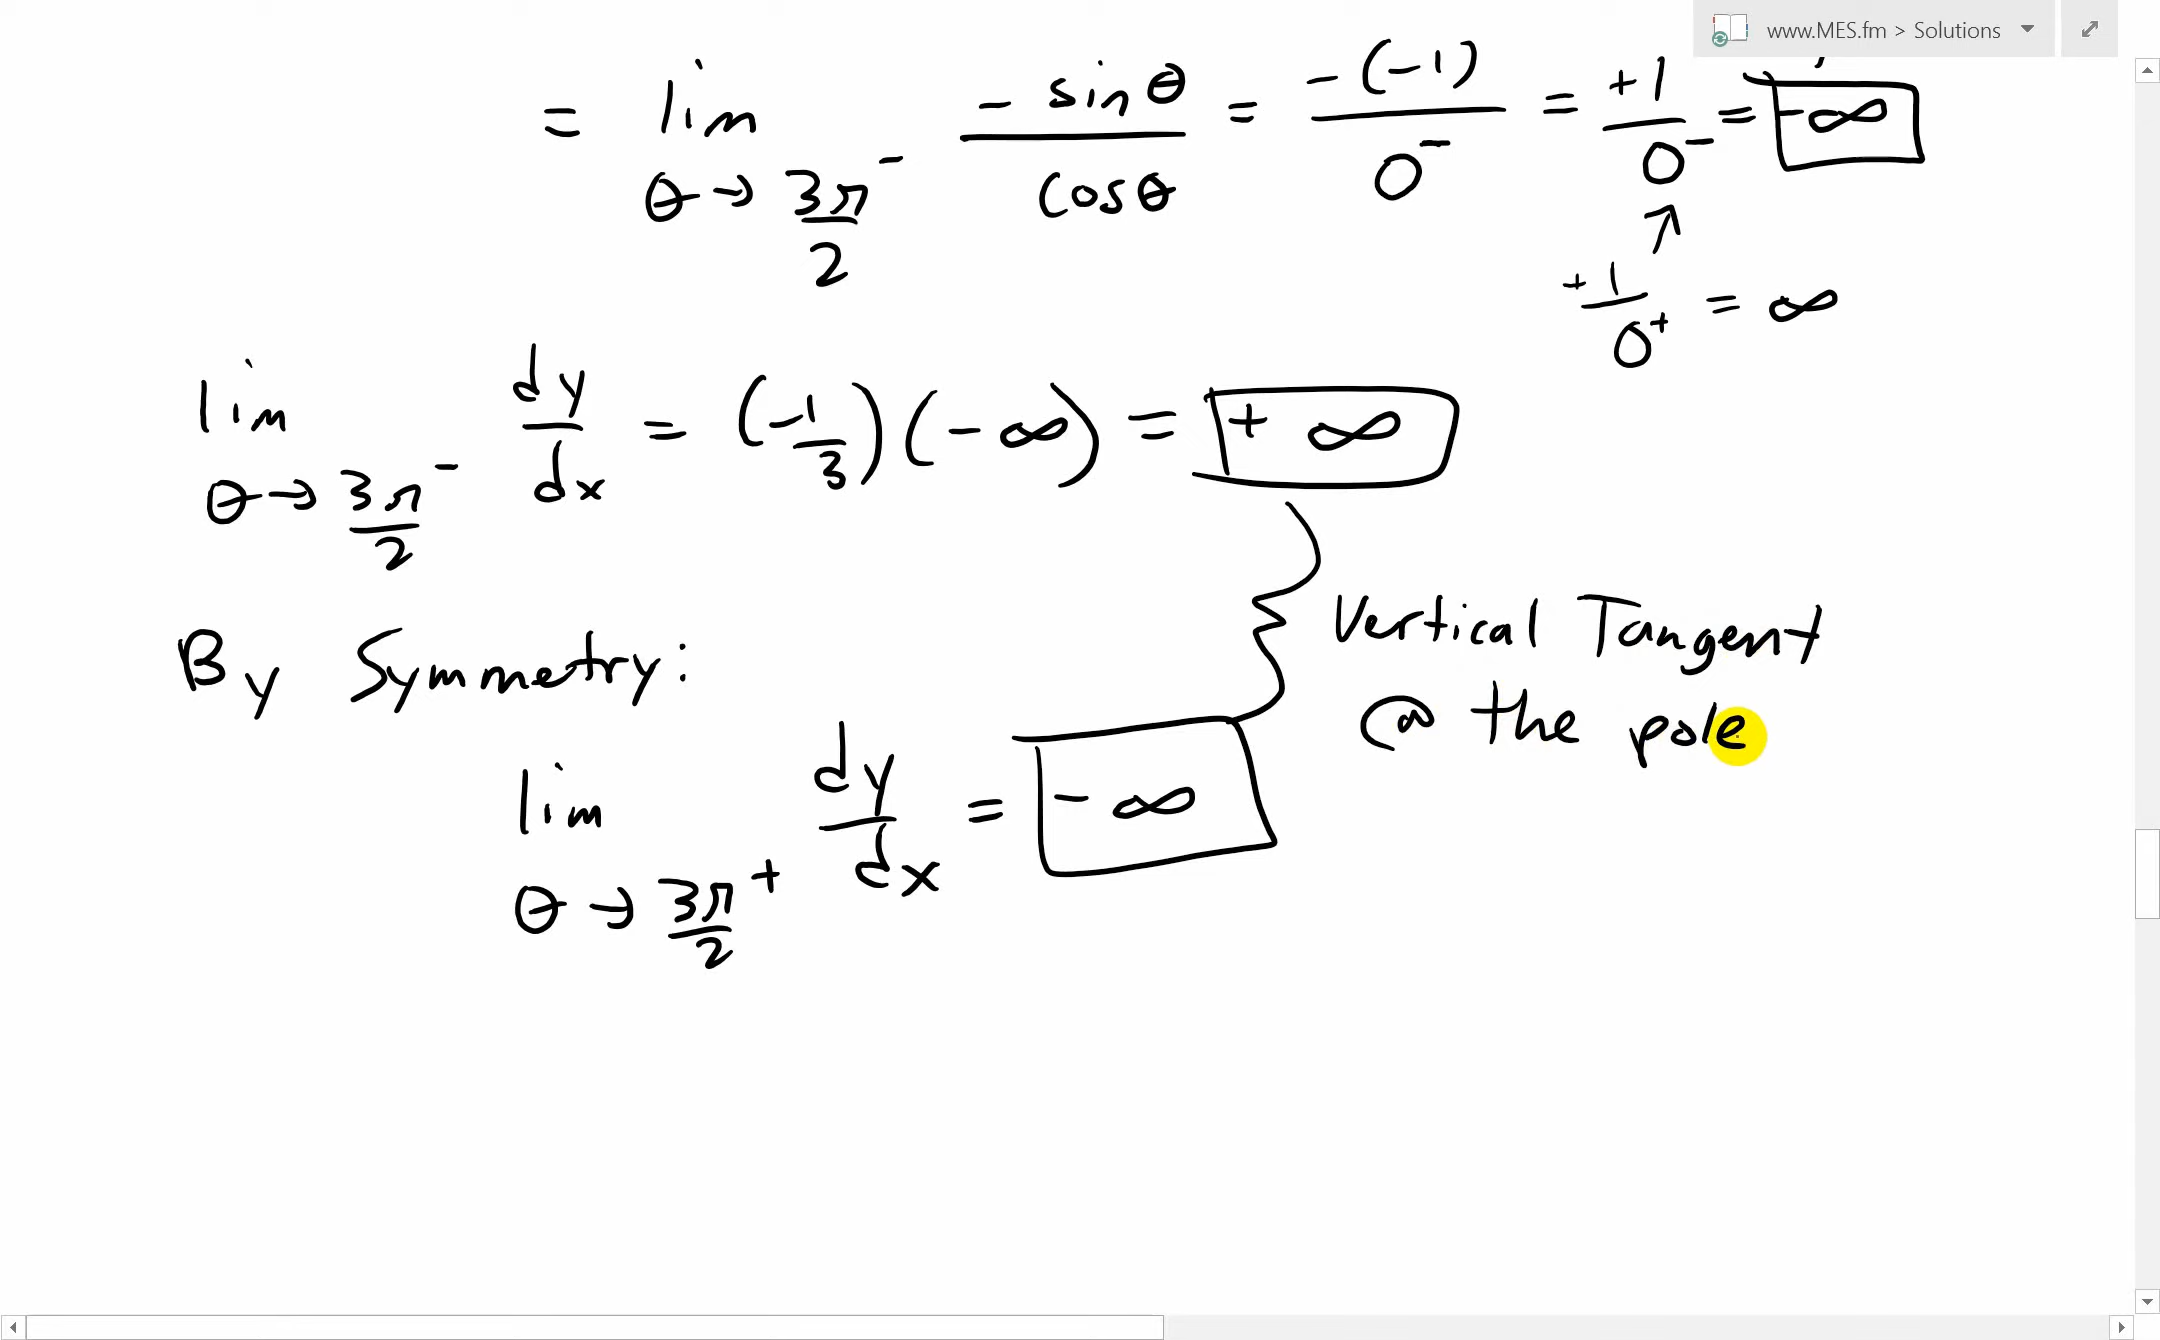 www.MES.fm > Solutions
= lim θ→3π/2⁻ -sinθ/cosθ = -(-1)/0⁻ = +1/0⁻ = -∞
+1/0⁺ = ∞
lim θ→3π/2⁻ dy/dx = (-1/3)(-∞) = +∞
Vertical Tangent
@ the pole
By Symmetry:
lim θ→3π/2⁺ dy/dx = -∞